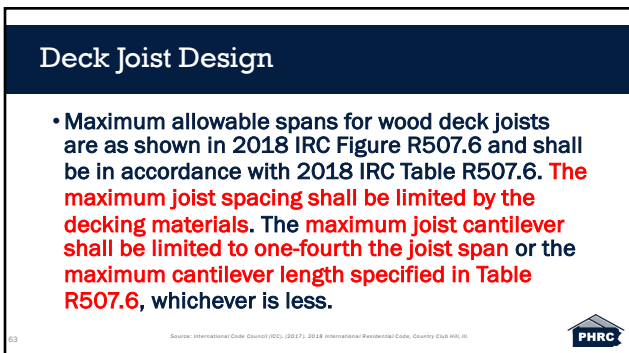 Deck Joist Design
• Maximum allowable spans for wood deck joists
are as shown in 2018 IRC Figure R507.6 and shall
be in accordance with 2018 IRC Table R507.6. The
maximum joist spacing shall be limited by the
decking materials. The maximum joist cantilever
shall be limited to one-fourth the joist span or the
maximum cantilever length specified in Table
R507.6, whichever is less.
63
Source: International Code Council (ICC). (2017). 2018 International Residential Code, Country Club Hill, Ill.
PHRC